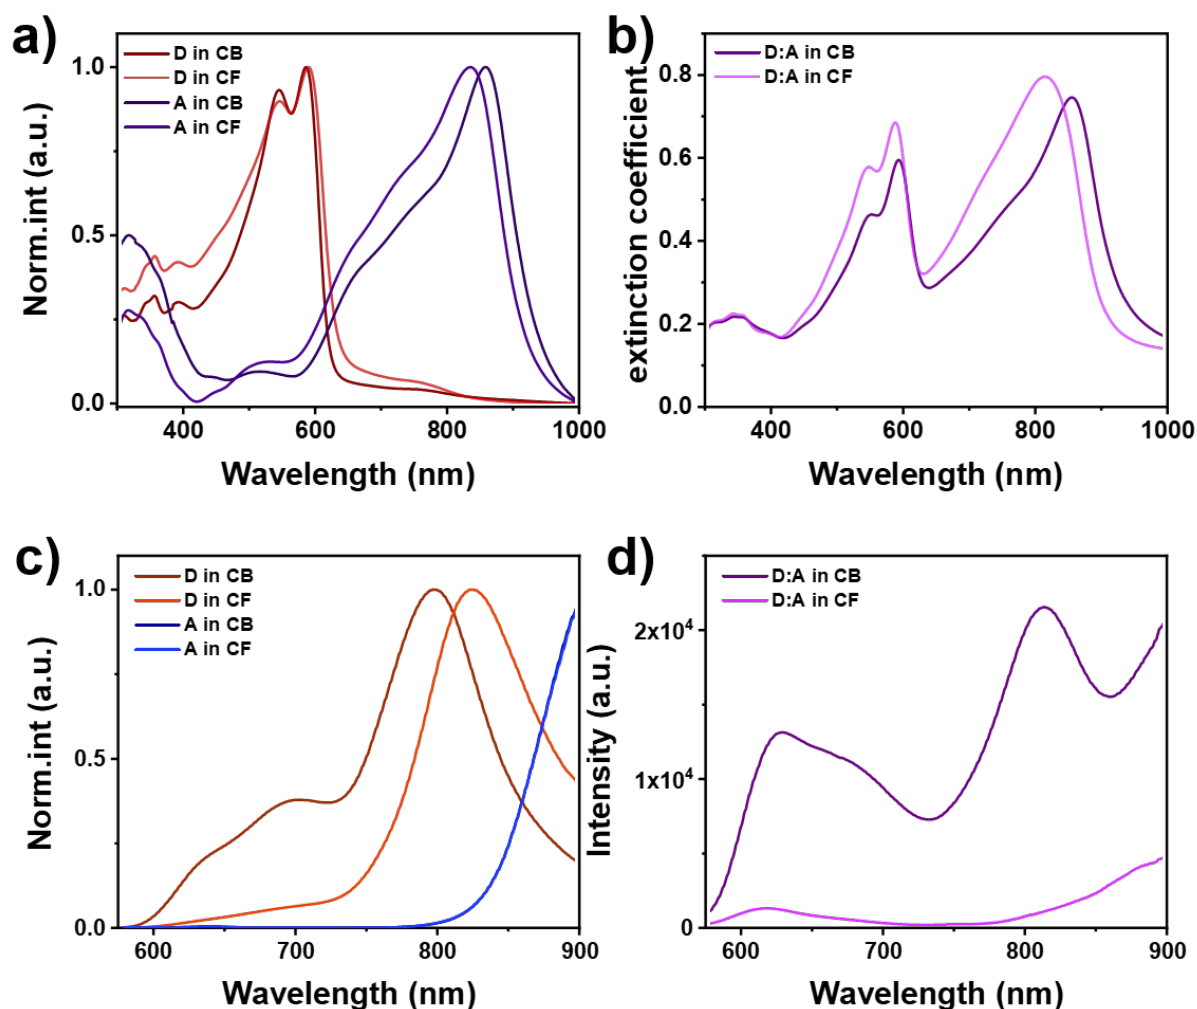 a)
D in CB
D in CF
A in CB
A in CF
1.0
0.5
0.0
400
600
800
1000
Norm.int (a.u.)
Wavelength (nm)
b)
D:A in CB
D:A in CF
0.8
0.6
0.4
0.2
0.0
400
600
800
1000
extinction coefficient
Wavelength (nm)
c)
D in CB
D in CF
A in CB
A in CF
1.0
0.5
0.0
600
700
800
900
Norm.int (a.u.)
Wavelength (nm)
d)
D:A in CB
D:A in CF
2x10⁴
1x10⁴
0
600
700
800
900
Intensity (a.u.)
Wavelength (nm)